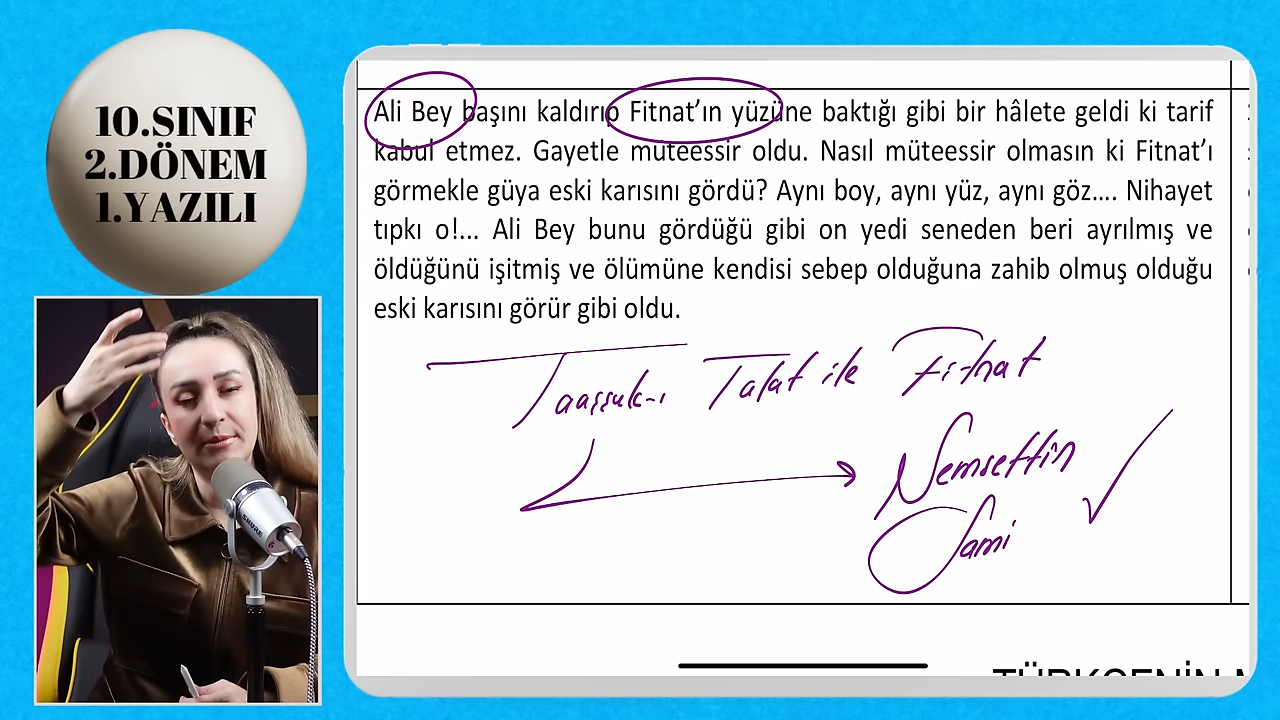 10.SINIF
2.DÖNEM
1.YAZILI
Ali Bey başını kaldırıp Fitnat’ın yüzüne baktığı gibi bir hâlete geldi ki tarif
kabul etmez. Gayetle müteessir oldu. Nasıl müteessir olmasın ki Fitnat’ı
görmekle güya eski karısını gördü? Aynı boy, aynı yüz, aynı göz.... Nihayet
tıpkı o!... Ali Bey bunu gördüğü gibi on yedi seneden beri ayrılmış ve
öldüğünü işitmiş ve ölümüne kendisi sebep olduğuna zahib olmuş olduğu
eski karısını görür gibi oldu.
Taaşşuk-ı Talat ile Fitnat
Şemsettin
Sami
SHURE